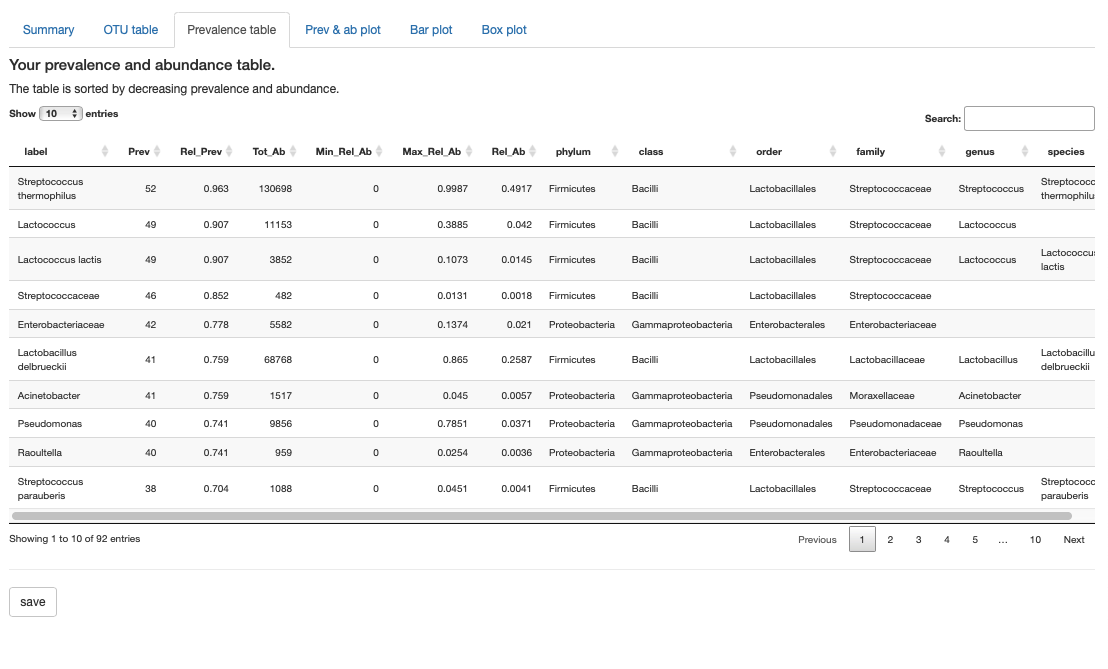 Summary OTU table Prevalence table Prev & ab plot Bar plot Box plot
Your prevalence and abundance table.
The table is sorted by decreasing prevalence and abundance.
Show 10 entries
Search:
label Prev Rel_Prev Tot_Ab Min_Rel_Ab Max_Rel_Ab Rel_Ab phylum class order family genus species
Streptococcus thermophilus 52 0.963 130698 0 0.9987 0.4917 Firmicutes Bacilli Lactobacillales Streptococcaceae Streptococcus Streptococc thermophilu
Lactococcus 49 0.907 11153 0 0.3885 0.042 Firmicutes Bacilli Lactobacillales Streptococcaceae Lactococcus
Lactococcus lactis 49 0.907 3852 0 0.1073 0.0145 Firmicutes Bacilli Lactobacillales Streptococcaceae Lactococcus Lactococcus lactis
Streptococcaceae 46 0.852 482 0 0.0131 0.0018 Firmicutes Bacilli Lactobacillales Streptococcaceae
Enterobacteriaceae 42 0.778 5582 0 0.1374 0.021 Proteobacteria Gammaproteobacteria Enterobacterales Enterobacteriaceae
Lactobacillus delbrueckii 41 0.759 68768 0 0.865 0.2587 Firmicutes Bacilli Lactobacillales Lactobacillaceae Lactobacillus Lactobacillu delbrueckii
Acinetobacter 41 0.759 1517 0 0.045 0.0057 Proteobacteria Gammaproteobacteria Pseudomonadales Moraxellaceae Acinetobacter
Pseudomonas 40 0.741 9856 0 0.7851 0.0371 Proteobacteria Gammaproteobacteria Pseudomonadales Pseudomonadaceae Pseudomonas
Raoultella 40 0.741 959 0 0.0254 0.0036 Proteobacteria Gammaproteobacteria Enterobacterales Enterobacteriaceae Raoultella
Streptococcus parauberis 38 0.704 1088 0 0.0451 0.0041 Firmicutes Bacilli Lactobacillales Streptococcaceae Streptococcus Streptococc parauberis
Showing 1 to 10 of 92 entries
Previous 1 2 3 4 5 … 10 Next
save